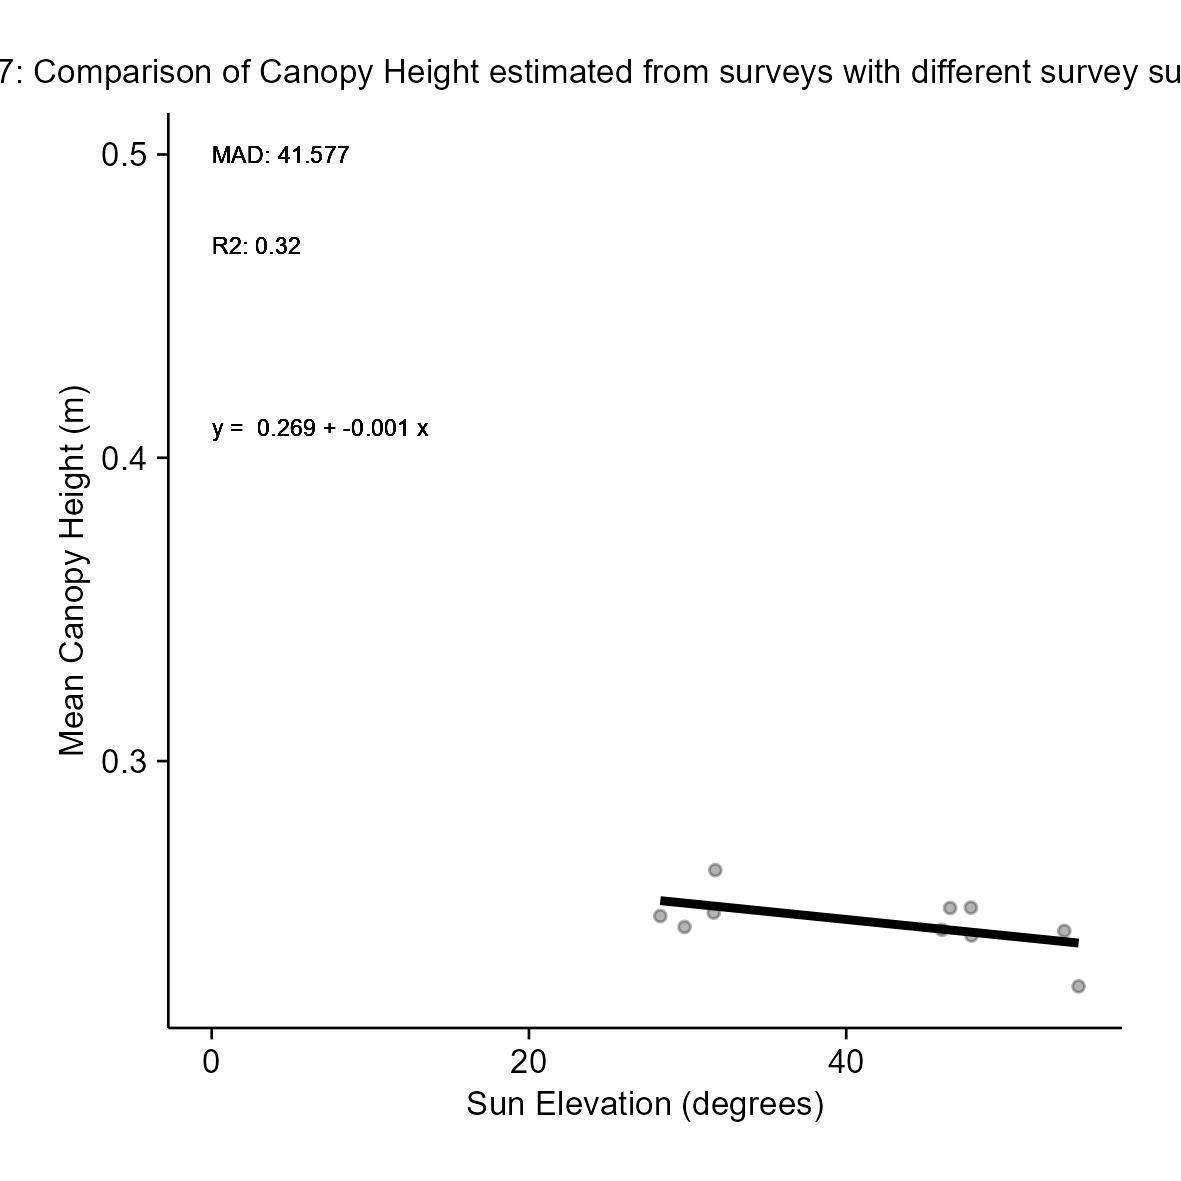 7: Comparison of Canopy Height estimated from surveys with different survey su
0.5
MAD: 41.577
R2: 0.32
y =  0.269 + -0.001 x
0.4
Mean Canopy Height (m)
0.3
0
20
40
Sun Elevation (degrees)